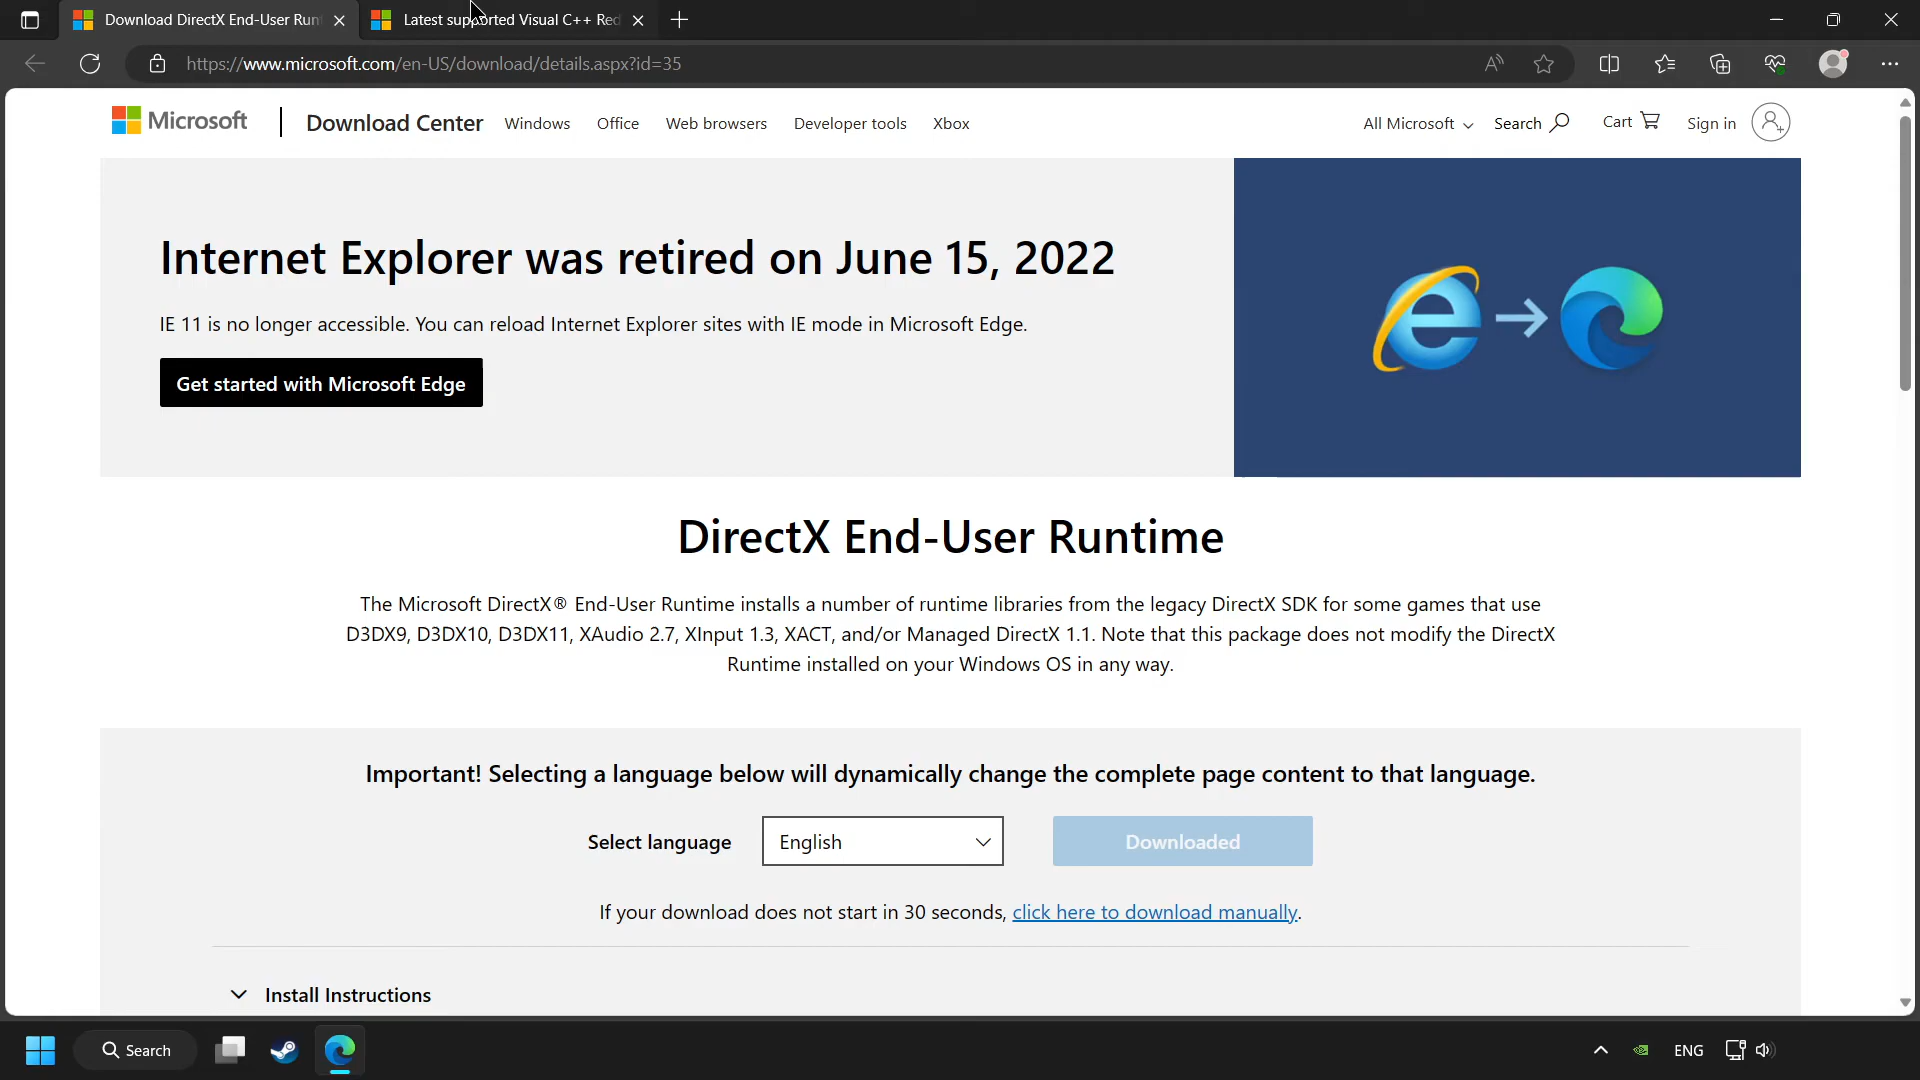 Download DirectX End-User Run
Latest supported Visual C++ Red
https://www.microsoft.com/en-US/download/details.aspx?id=35
Microsoft
Download Center
Windows
Office
Web browsers
Developer tools
Xbox
All Microsoft
Search
Cart
Sign in
Internet Explorer was retired on June 15, 2022
IE 11 is no longer accessible. You can reload Internet Explorer sites with IE mode in Microsoft Edge.
Get started with Microsoft Edge
DirectX End-User Runtime
The Microsoft DirectX® End-User Runtime installs a number of runtime libraries from the legacy DirectX SDK for some games that use
D3DX9, D3DX10, D3DX11, XAudio 2.7, XInput 1.3, XACT, and/or Managed DirectX 1.1. Note that this package does not modify the DirectX
Runtime installed on your Windows OS in any way.
Important! Selecting a language below will dynamically change the complete page content to that language.
Select language
English
Downloaded
If your download does not start in 30 seconds, click here to download manually.
Install Instructions
Search
ENG